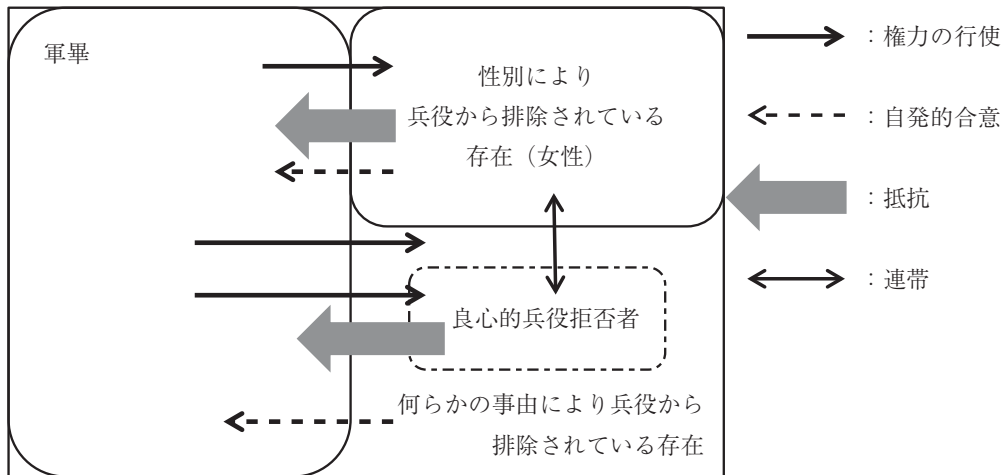 軍畢
性別により
兵役から排除されている
存在（女性）
良心的兵役拒否者
何らかの事由により兵役から
排除されている存在
：権力の行使
：自発的合意
：抵抗
：連帯